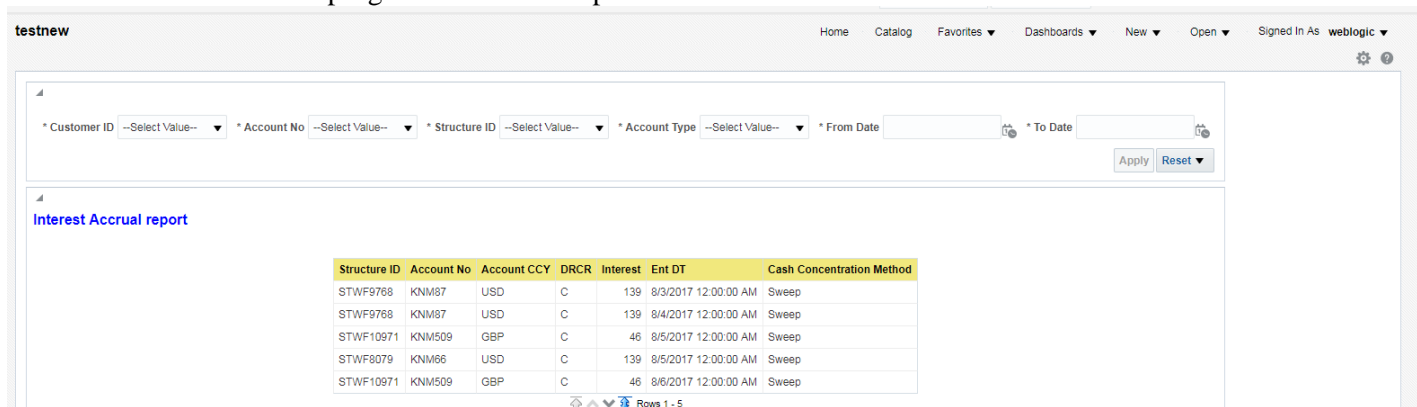 testnew Home Catalog Favorites ▼ Dashboards ▼ New ▼ Open ▼ Signed In As weblogic ▼
* Customer ID --Select Value-- ▼ * Account No --Select Value-- ▼ * Structure ID --Select Value-- ▼ * Account Type --Select Value-- ▼ * From Date * To Date
Apply Reset ▼
Interest Accrual report
Structure ID Account No Account CCY DRCR Interest Ent DT Cash Concentration Method
STWF9768 KNM87 USD C 139 8/3/2017 12:00:00 AM Sweep
STWF9768 KNM87 USD C 139 8/4/2017 12:00:00 AM Sweep
STWF10971 KNM509 GBP C 46 8/5/2017 12:00:00 AM Sweep
STWF8079 KNM66 USD C 139 8/5/2017 12:00:00 AM Sweep
STWF10971 KNM509 GBP C 46 8/6/2017 12:00:00 AM Sweep
Rows 1 - 5